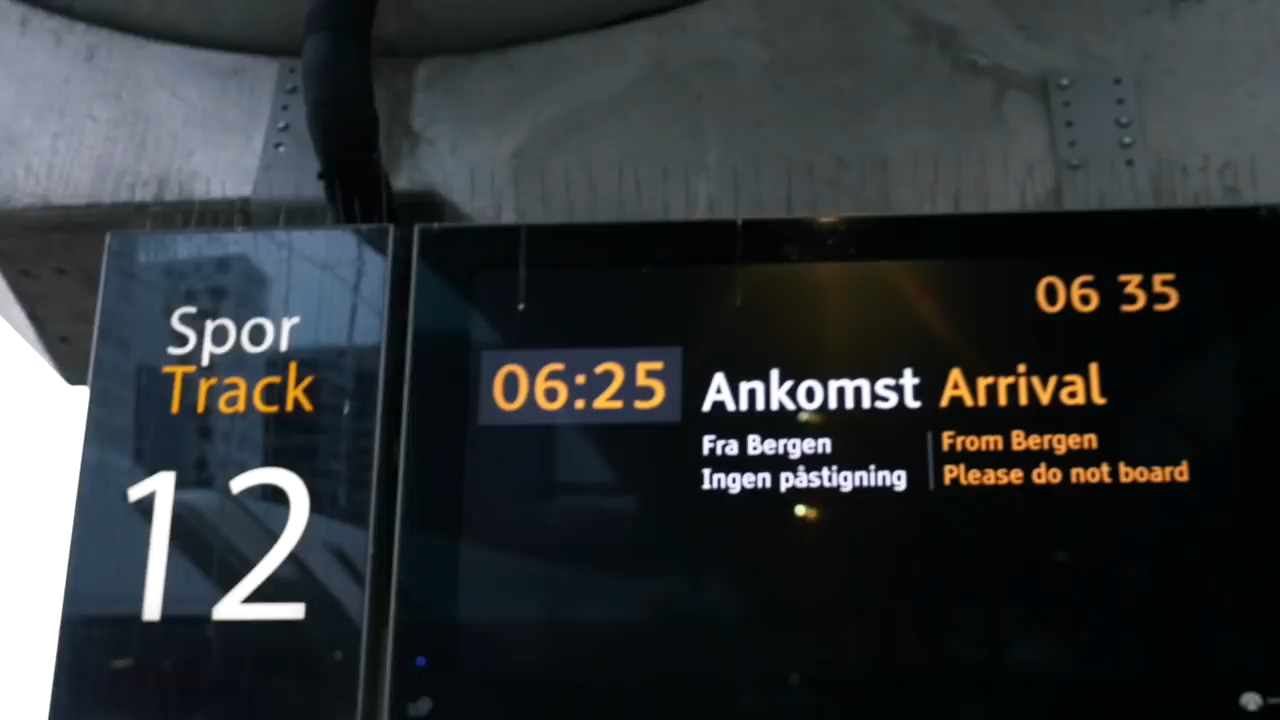 Spor
Track
12
06 35
06:25 Ankomst Arrival
Fra Bergen From Bergen
Ingen påstigning Please do not board